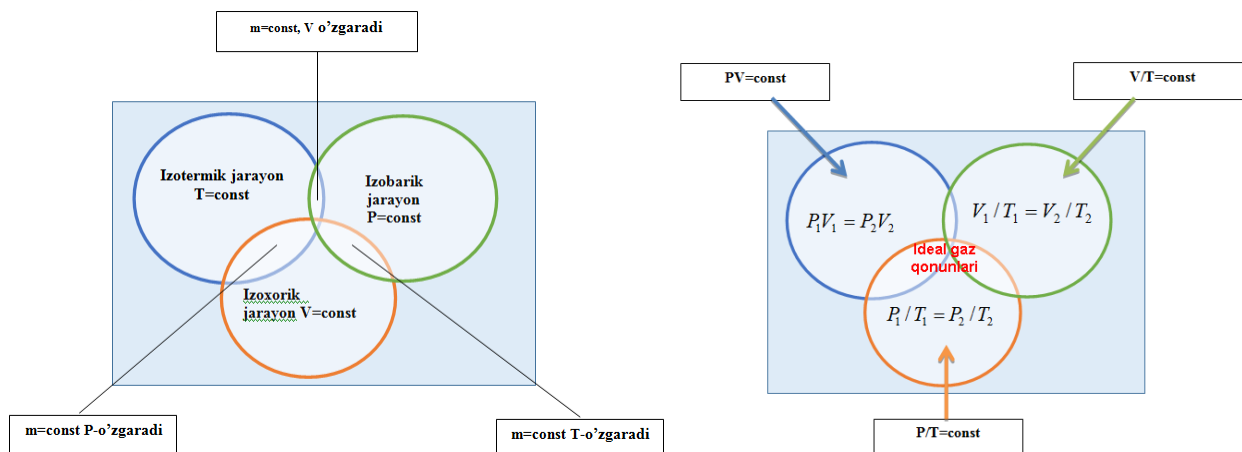 m=const, V o’zgaradi
Izotermik jarayon
T=const
Izobarik
jarayon
P=const
Izoxorik
jarayon V=const
m=const P-o’zgaradi
m=const T-o’zgaradi
PV=const
V/T=const
P₁V₁ = P₂V₂
V₁ / T₁ = V₂ / T₂
Ideal gaz
qonunlari
P₁ / T₁ = P₂ / T₂
P/T=const